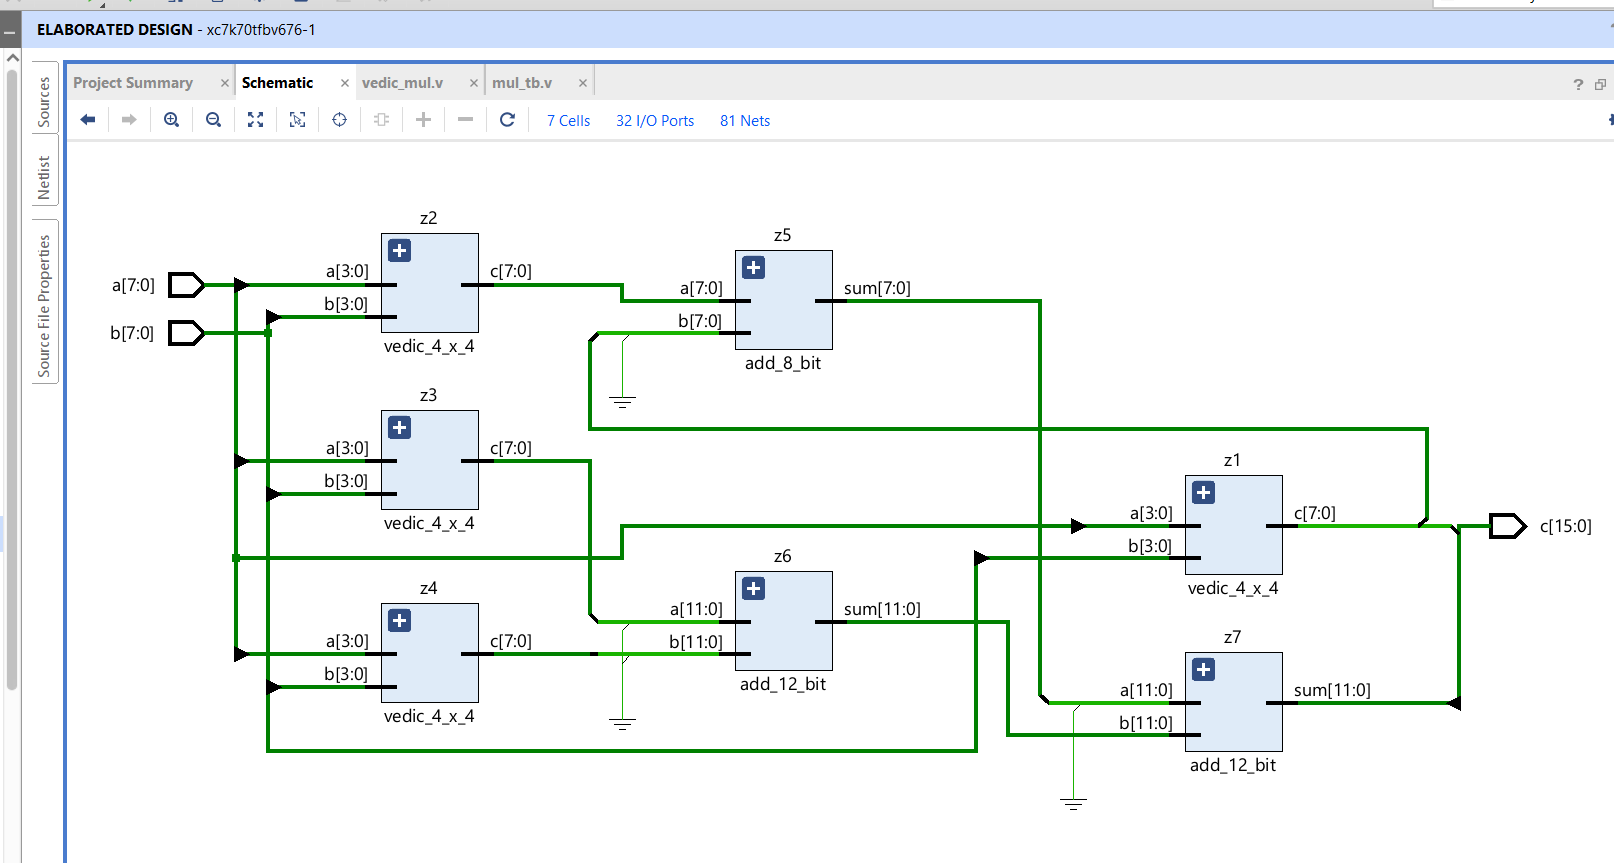 ELABORATED DESIGN - xc7k70tfbv676-1
Sources
Netlist
Source File Properties
Project Summary × Schematic × vedic_mul.v × mul_tb.v ×
?
7 Cells 32 I/O Ports 81 Nets
z2
a[3:0] c[7:0]
b[3:0]
vedic_4_x_4
a[7:0]
b[7:0]
z5
a[7:0] sum[7:0]
b[7:0]
add_8_bit
z3
a[3:0] c[7:0]
b[3:0]
vedic_4_x_4
z1
a[3:0] c[7:0]
b[3:0]
vedic_4_x_4
c[15:0]
z6
a[11:0] sum[11:0]
b[11:0]
add_12_bit
z4
a[3:0] c[7:0]
b[3:0]
vedic_4_x_4
z7
a[11:0] sum[11:0]
b[11:0]
add_12_bit